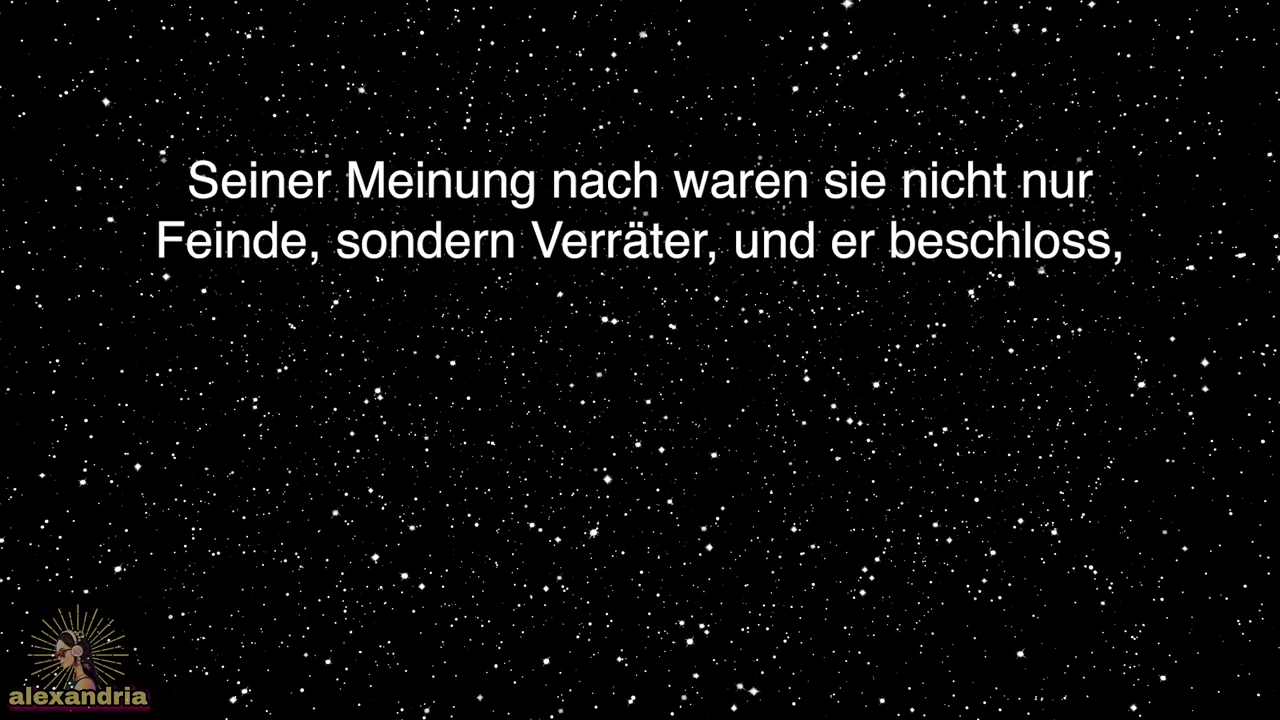 Seiner Meinung nach waren sie nicht nur
Feinde, sondern Verräter, und er beschloss,
alexandria